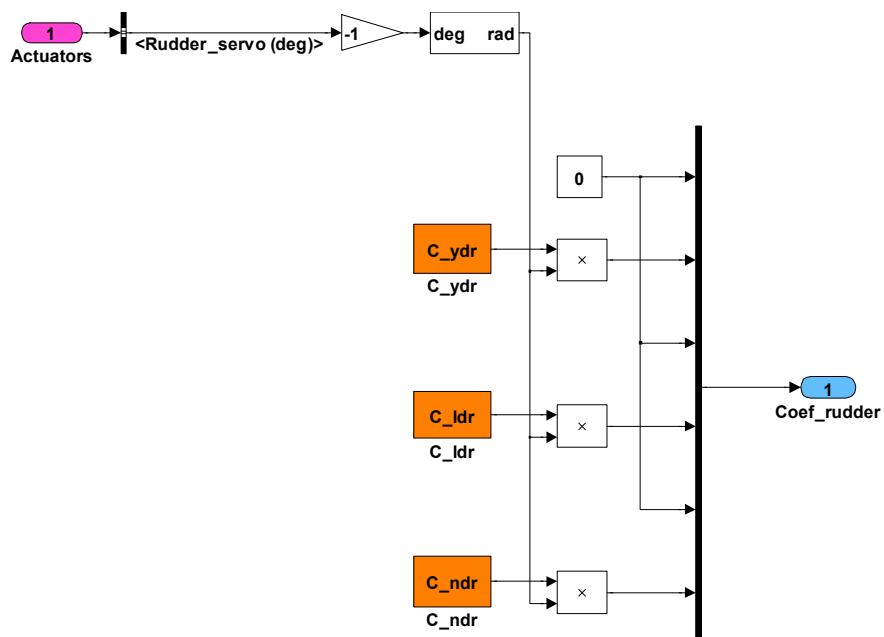 1
Actuators
<Rudder_servo (deg)>
-1
deg rad
0
C_ydr
C_ydr
×
1
Coef_rudder
C_ldr
C_ldr
×
C_ndr
C_ndr
×